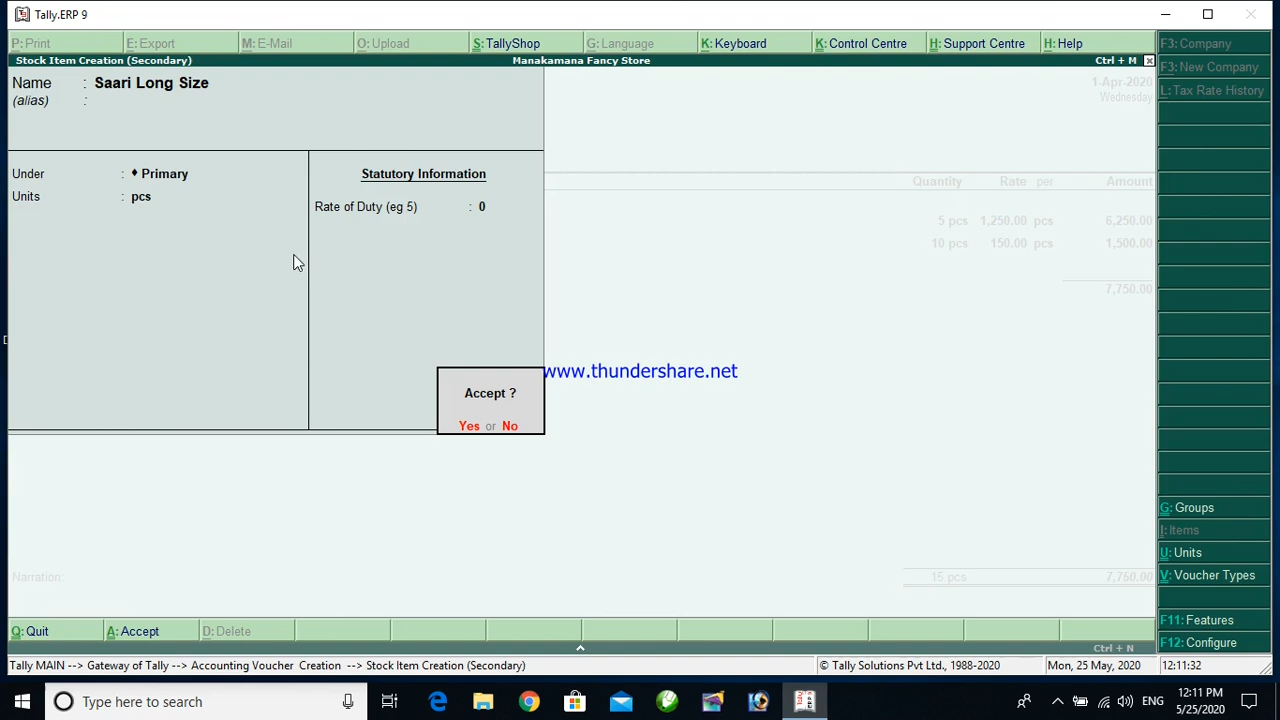 Tally.ERP 9
P: Print E: Export M: E-Mail O: Upload S: TallyShop G: Language K: Keyboard K: Control Centre H: Support Centre H: Help F3: Company
Stock Item Creation (Secondary) Manakamana Fancy Store Ctrl + M
F3: New Company
Name : Saari Long Size 1-Apr-2020
L: Tax Rate History
(alias) : Wednesday
Under : ♦ Primary Statutory Information Quantity Rate per Amount
Units : pcs Rate of Duty (eg 5) : 0
5 pcs 1,250.00 pcs 6,250.00
10 pcs 150.00 pcs 1,500.00
7,750.00
www.thundershare.net
Accept ?
Yes or No
G: Groups
I: Items
U: Units
Narration: 15 pcs 7,750.00 V: Voucher Types
F11: Features
Q: Quit A: Accept D: Delete
F12: Configure
Ctrl + N
Tally MAIN --> Gateway of Tally --> Accounting Voucher Creation --> Stock Item Creation (Secondary) © Tally Solutions Pvt Ltd., 1988-2020 Mon, 25 May, 2020 12:11:32
Type here to search ENG 12:11 PM
5/25/2020